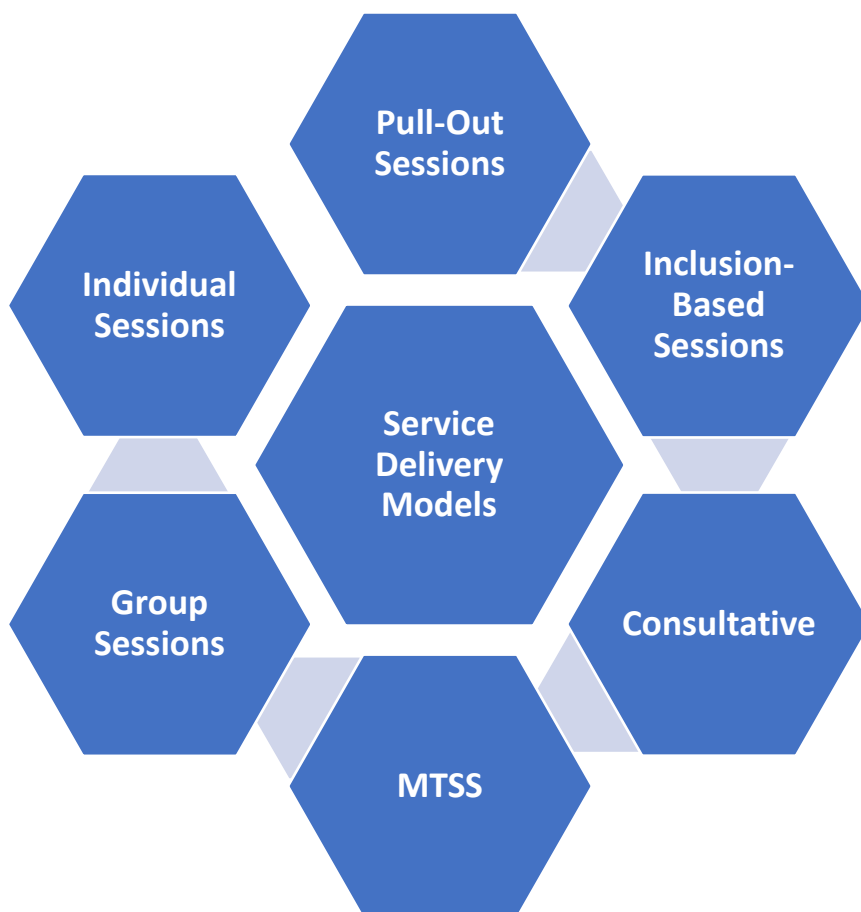 Pull-Out
Sessions
Inclusion-
Based
Sessions
Individual
Sessions
Service
Delivery
Models
Consultative
Group
Sessions
MTSS